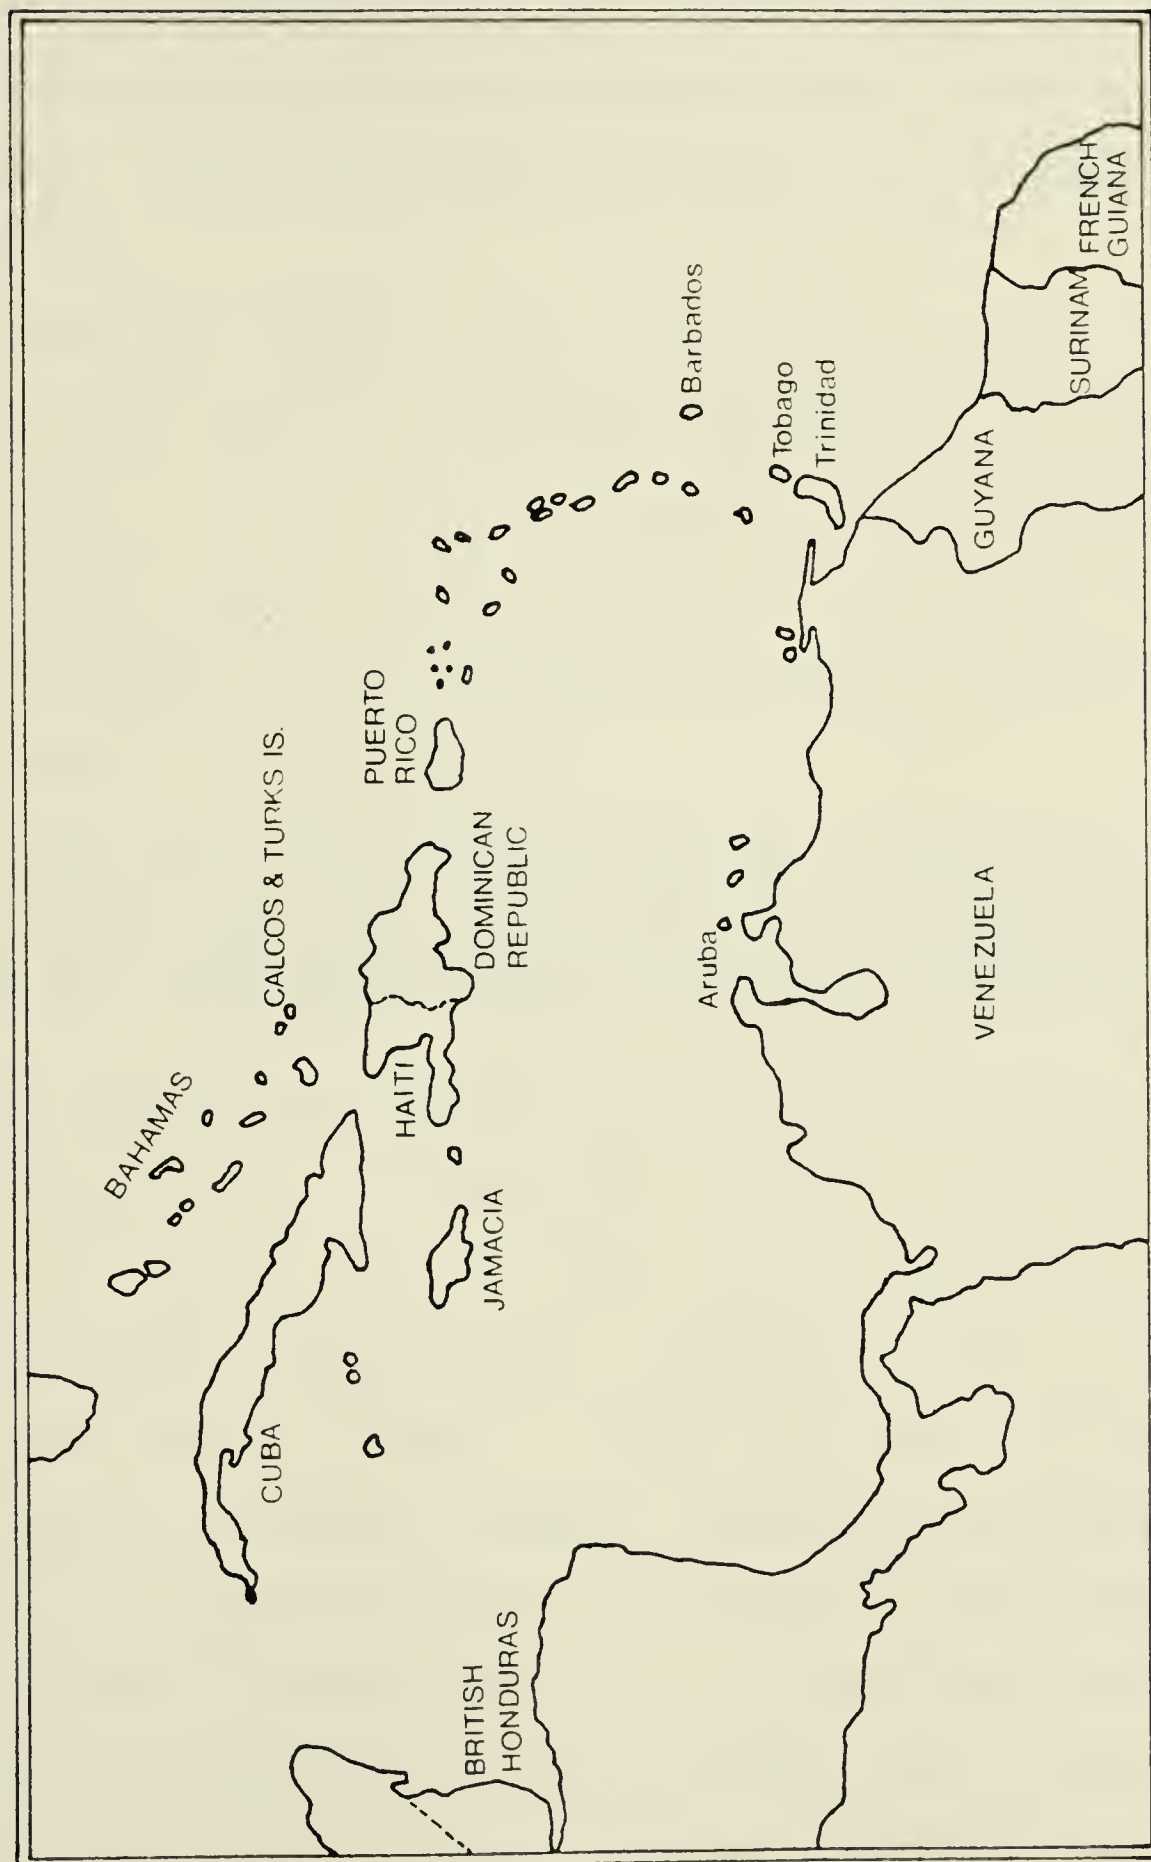 BAHAMAS
CALCOS & TURKS IS.
CUBA
HAITI
PUERTO
RICO
DOMINICAN
REPUBLIC
JAMACIA
BRITISH
HONDURAS
Barbados
Aruba
Tobago
Trinidad
VENEZUELA
GUYANA
SURINAM
FRENCH
GUIANA